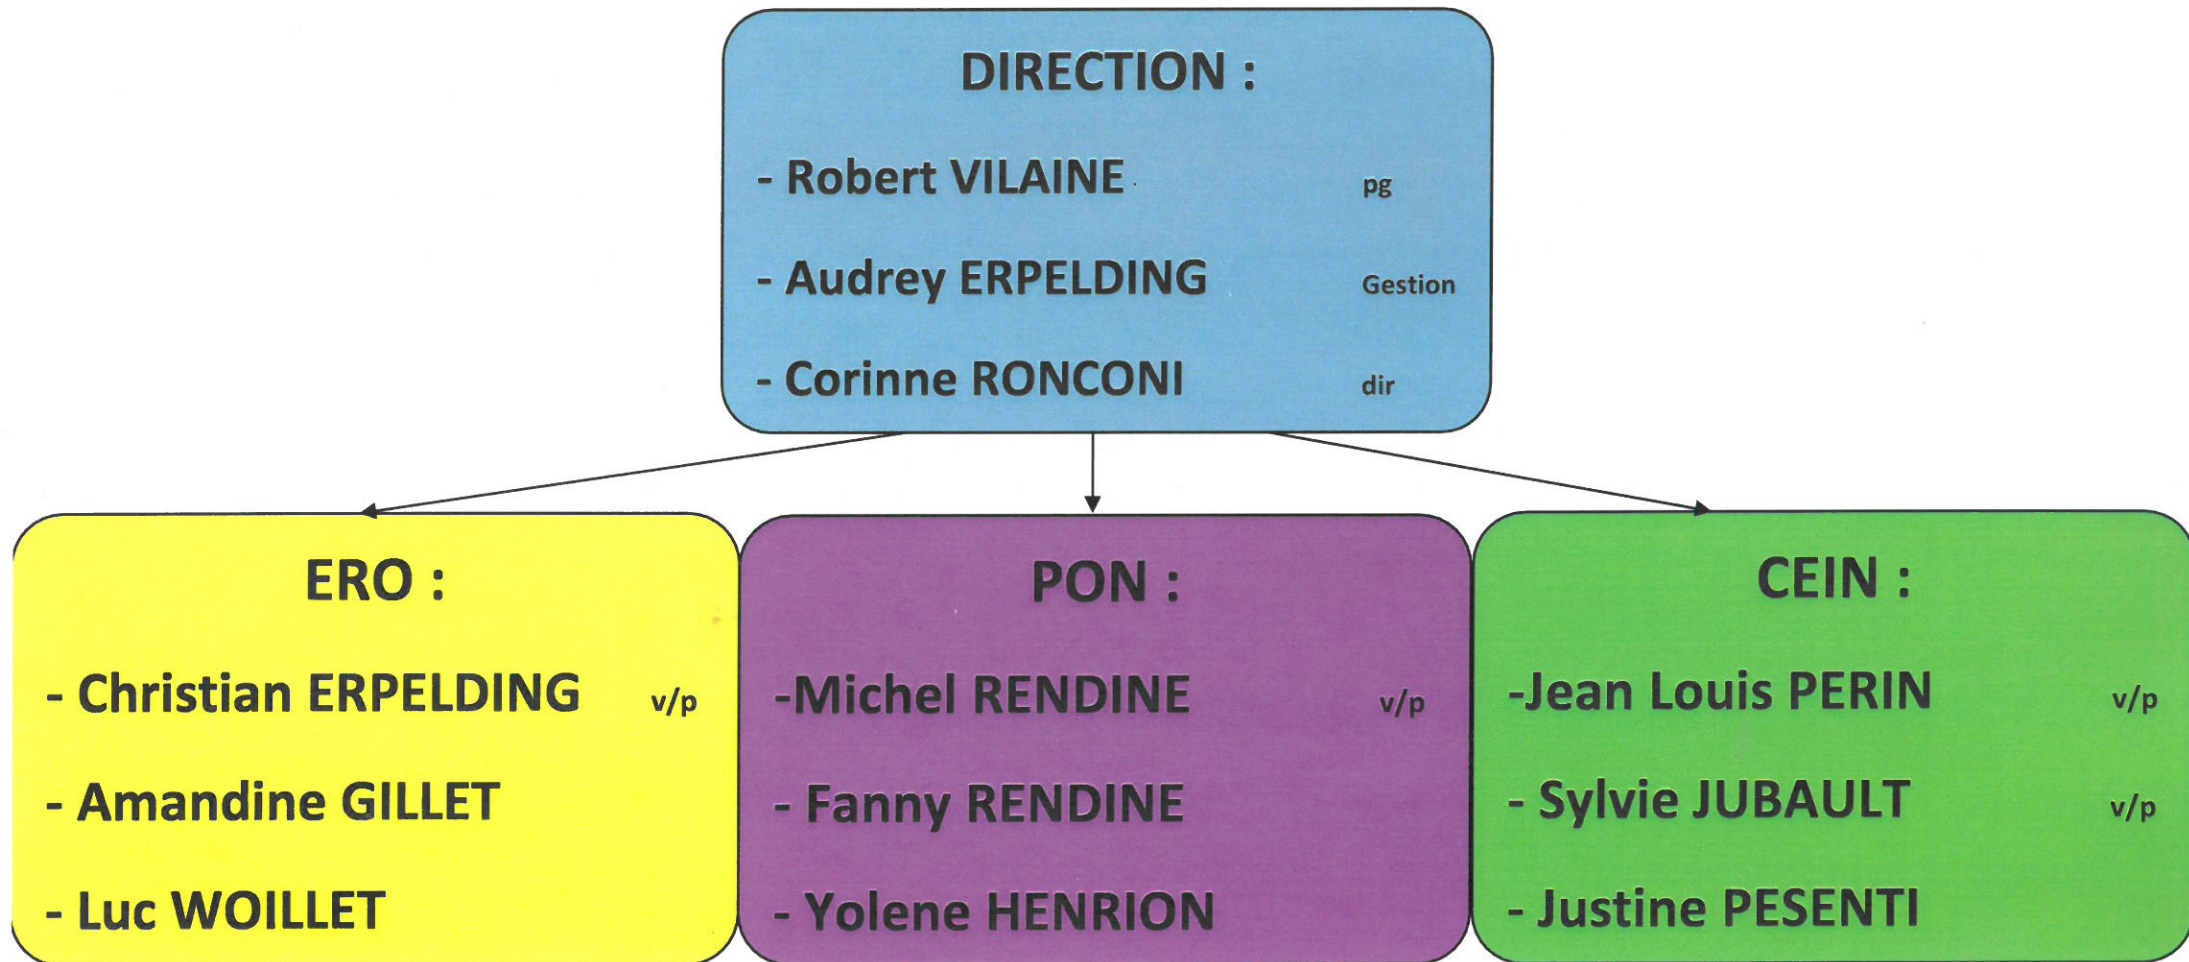 DIRECTION :
- Robert VILAINE pg
- Audrey ERPELDING Gestion
- Corinne RONCONI dir
ERO :
- Christian ERPELDING v/p
- Amandine GILLET
- Luc WOILLET
PON :
-Michel RENDINE v/p
- Fanny RENDINE
- Yolene HENRION
CEIN :
-Jean Louis PERIN v/p
- Sylvie JUBAULT v/p
- Justine PESENTI